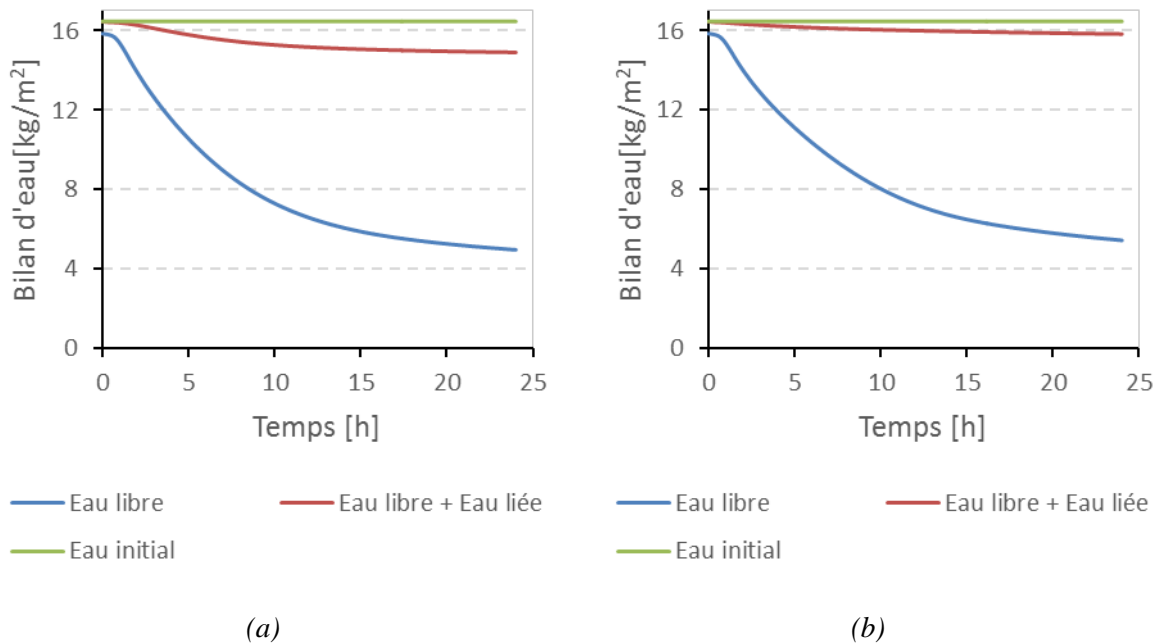 16
12
8
4
0
Bilan d'eau[kg/m²]
0 5 10 15 20 25
Temps [h]
Eau libre
Eau libre + Eau liée
Eau initial
(a)
16
12
8
4
0
Bilan d'eau[kg/m²]
0 5 10 15 20 25
Temps [h]
Eau libre
Eau libre + Eau liée
Eau initial
(b)